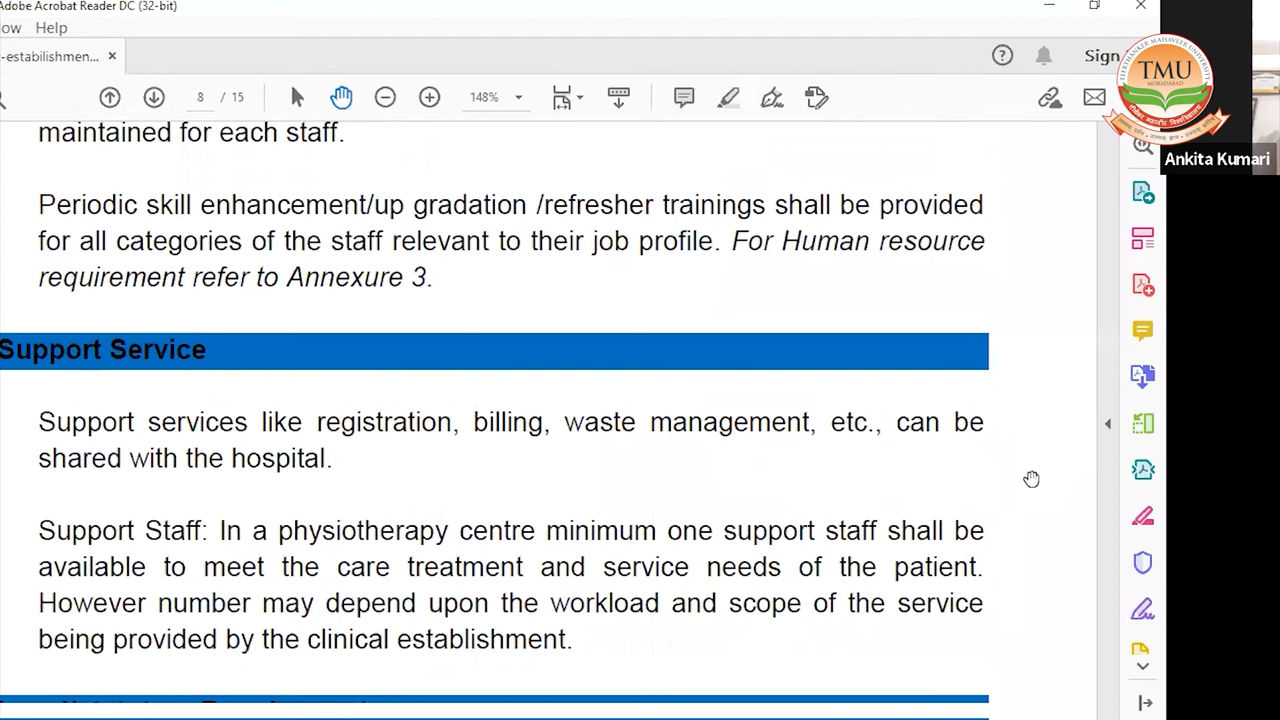 Adobe Acrobat Reader DC (32-bit)
ow Help
-estabilishmen...
Sign
8 / 15
148%
TEERTHANKER MAHAVEER UNIVERSITY
TMU
MORADABAD
Ankita Kumari
maintained for each staff.
Periodic skill enhancement/up gradation /refresher trainings shall be provided
for all categories of the staff relevant to their job profile. For Human resource
requirement refer to Annexure 3.
Support Service
Support services like registration, billing, waste management, etc., can be
shared with the hospital.
Support Staff: In a physiotherapy centre minimum one support staff shall be
available to meet the care treatment and service needs of the patient.
However number may depend upon the workload and scope of the service
being provided by the clinical establishment.